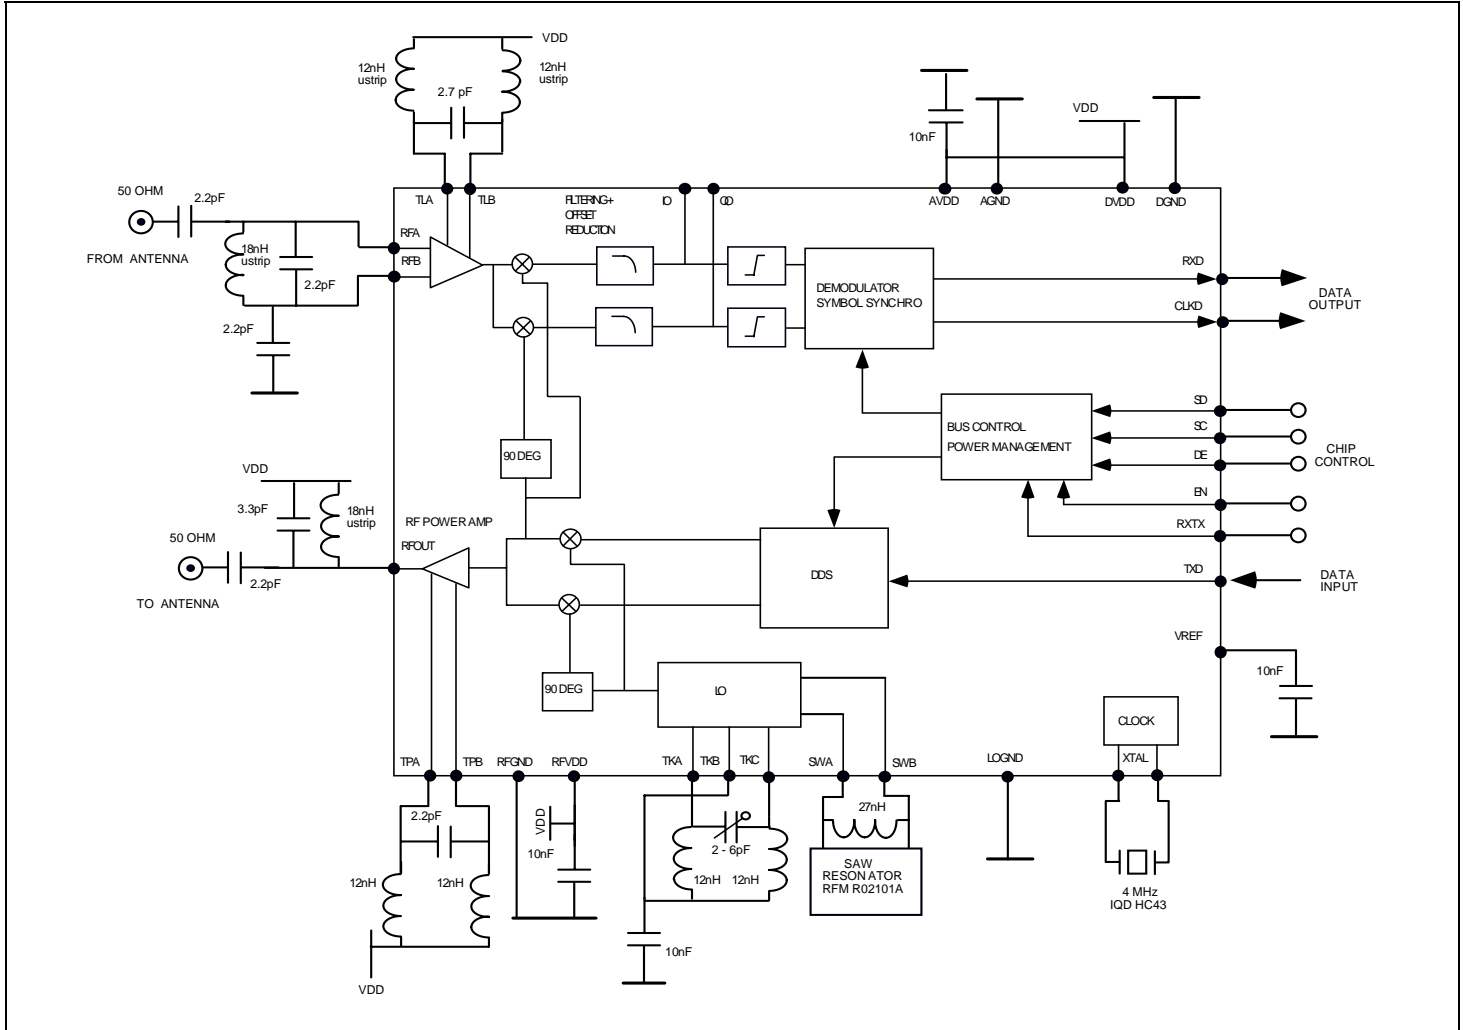 VDD
12nH
ustrip
12nH
ustrip
2.7 pF
VDD
10nF
50 OHM
2.2pF
TLA
TLB
FILTERING+
OFFSET
REDUCTION
IO
QO
AVDD
AGND
DVDD
DGND
RFA
RFB
18nH
ustrip
2.2pF
FROM ANTENNA
2.2pF
DEMODULATOR
SYMBOL SYNCHRO
RXD
CLKD
DATA
OUTPUT
BUS CONTROL
POWER MANAGEMENT
SD
SC
DE
EN
RXTX
CHIP
CONTROL
90 DEG
VDD
3.3pF
18nH
ustrip
RF POWER AMP
RFOUT
50 OHM
2.2pF
TO ANTENNA
DDS
TXD
DATA
INPUT
VREF
10nF
90 DEG
LO
CLOCK
TPA
TPB
RFGND
RFVDD
TKA
TKB
TKC
SWA
SWB
LOGND
XTAL
2.2pF
VDD
10nF
12nH
12nH
VDD
2 - 6pF
12nH
12nH
10nF
27nH
SAW
RESONATOR
RFM R02101A
4 MHz
IQD HC43